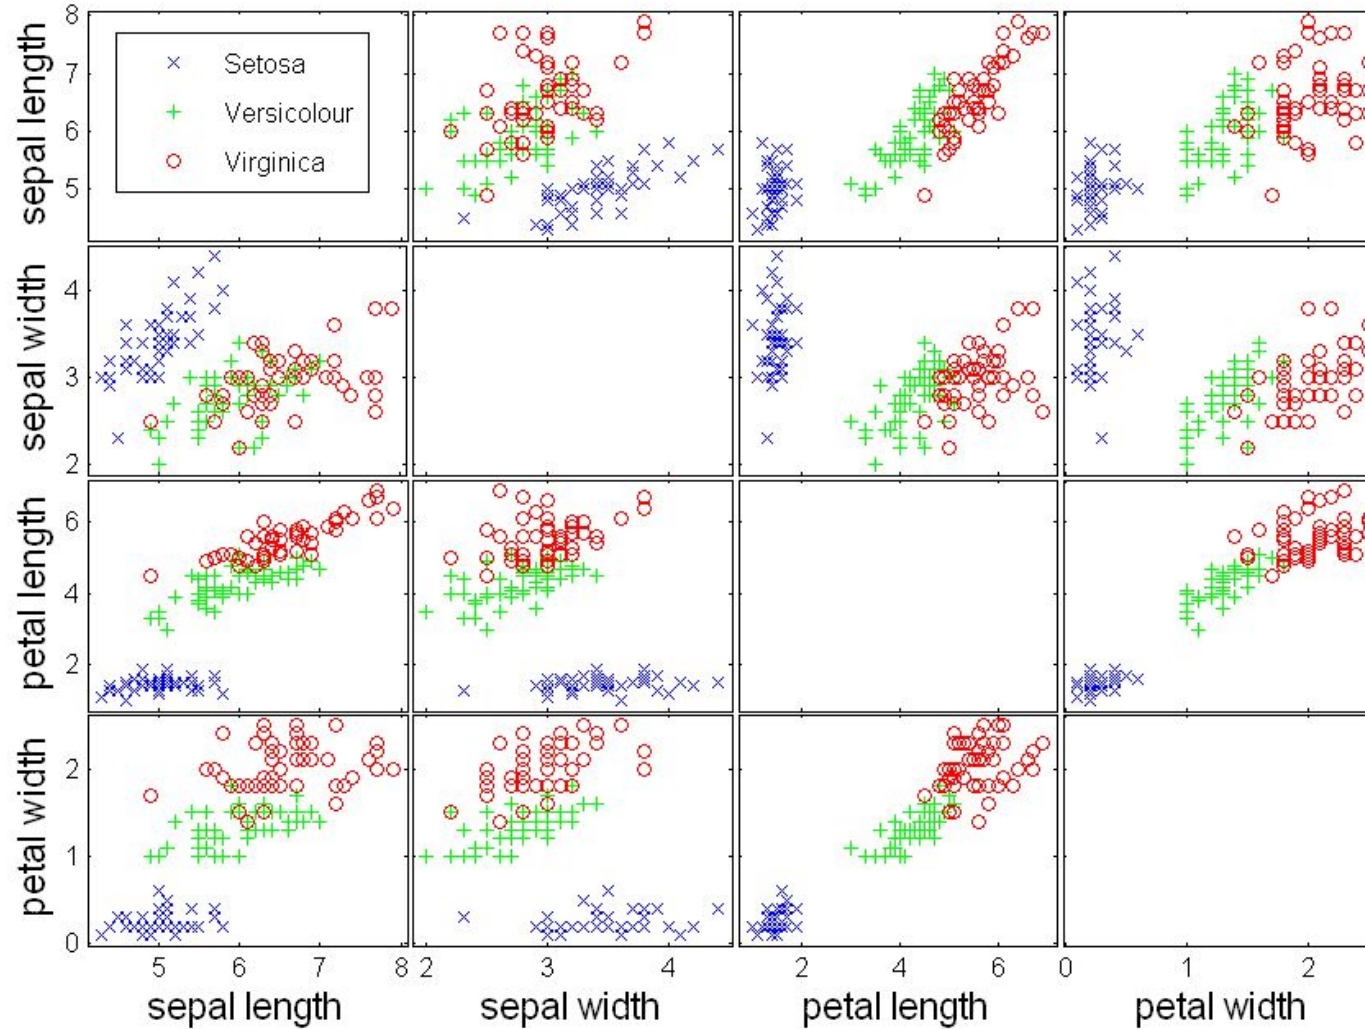 sepal length
8
7
6
5
Setosa
Versicolour
Virginica
sepal width
4
3
2
petal length
6
4
2
petal width
2
1
0
5 6 7 8 2 3 4 2 4 6 0 1 2
sepal length sepal width petal length petal width